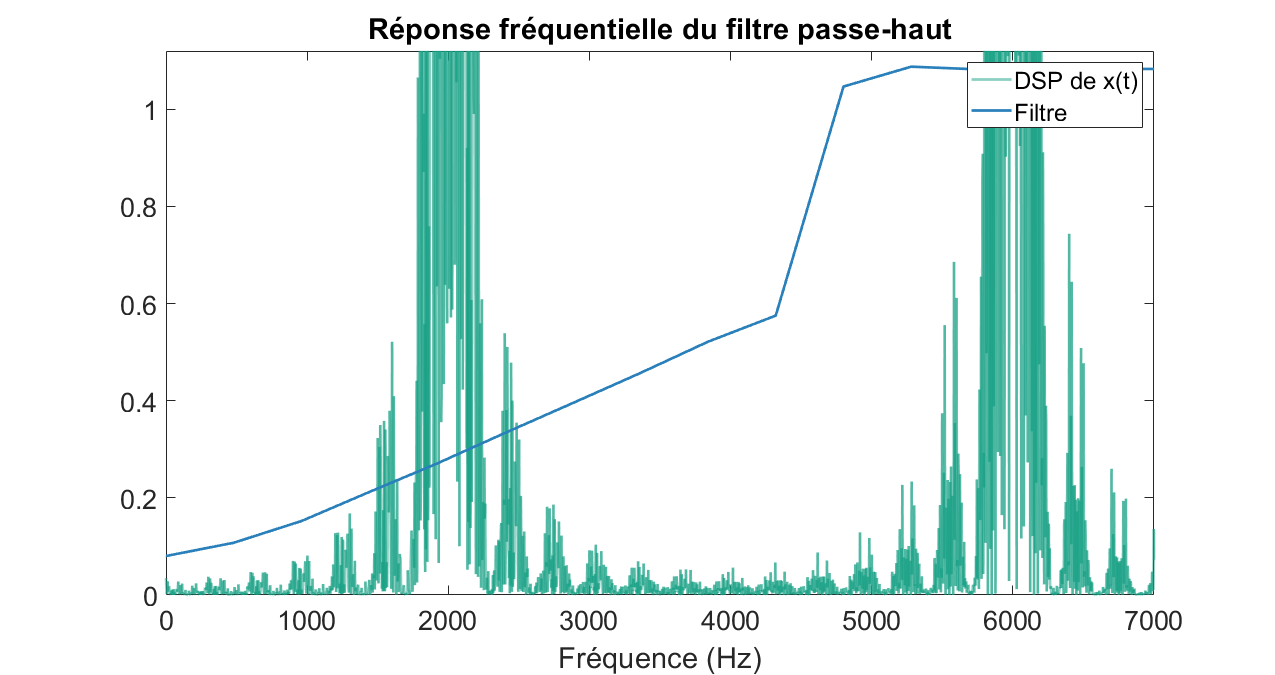 Réponse fréquentielle du filtre passe-haut
DSP de x(t)
Filtre
1
0.8
0.6
0.4
0.2
0
0 1000 2000 3000 4000 5000 6000 7000
Fréquence (Hz)